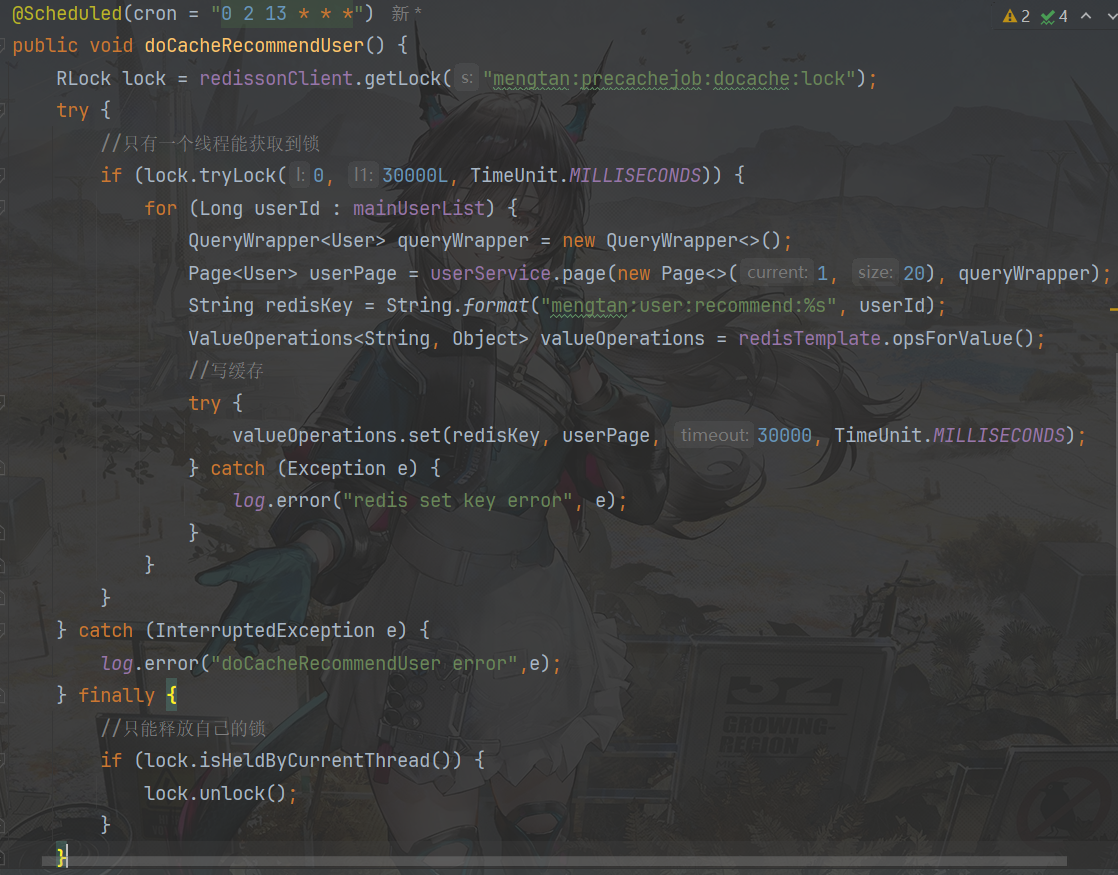 @Scheduled(cron = "0 2 13 * * *") 新 *
2 4
public void doCacheRecommendUser() {
RLock lock = redissonClient.getLock( s: "mengtan:precachejob:docache:lock");
try {
//只有一个线程能获取到锁
if (lock.tryLock( l: 0, l1: 30000L, TimeUnit.MILLISECONDS)) {
for (Long userId : mainUserList) {
QueryWrapper<User> queryWrapper = new QueryWrapper<>();
Page<User> userPage = userService.page(new Page<>( current: 1, size: 20), queryWrapper);
String redisKey = String.format("mengtan:user:recommend:%s", userId);
ValueOperations<String, Object> valueOperations = redisTemplate.opsForValue();
//写缓存
try {
valueOperations.set(redisKey, userPage, timeout: 30000, TimeUnit.MILLISECONDS);
} catch (Exception e) {
log.error("redis set key error", e);
}
}
}
} catch (InterruptedException e) {
log.error("doCacheRecommendUser error",e);
} finally {
//只能释放自己的锁
if (lock.isHeldByCurrentThread()) {
lock.unlock();
}
}
GROWING-
REGION